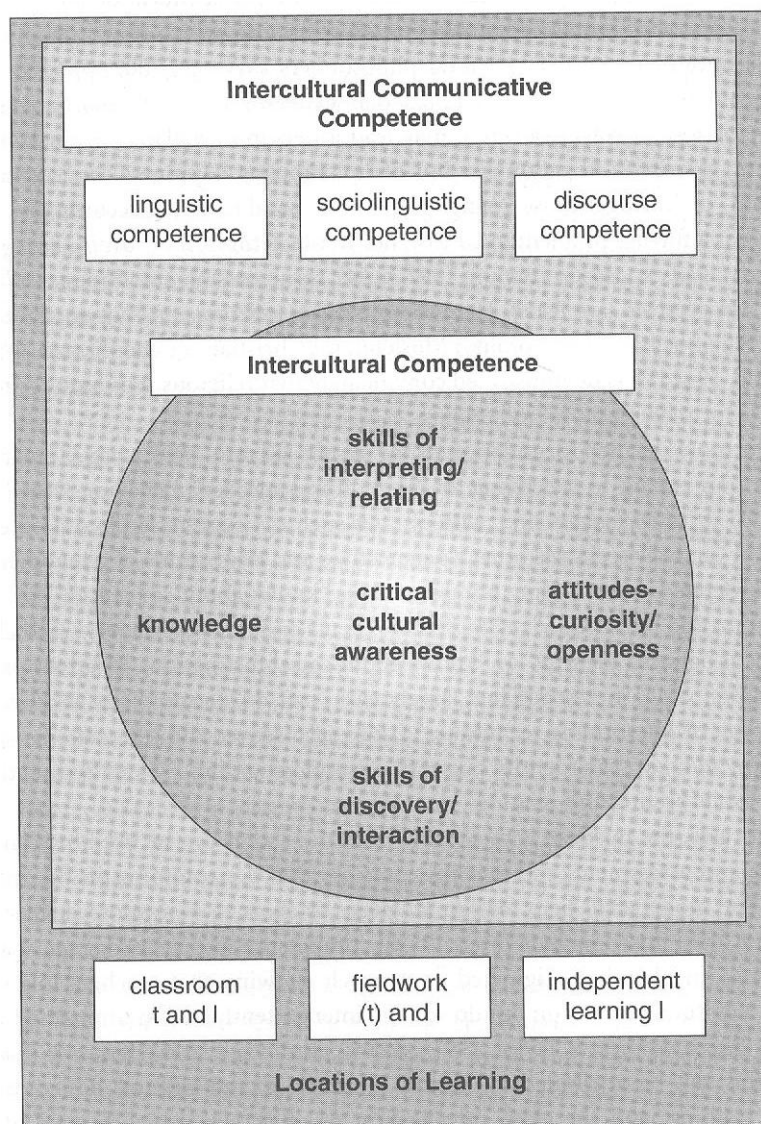 Intercultural Communicative
Competence
linguistic
competence
sociolinguistic
competence
discourse
competence
Intercultural Competence
skills of
interpreting/
relating
knowledge
critical
cultural
awareness
attitudes-
curiosity/
openness
skills of
discovery/
interaction
classroom
t and l
fieldwork
(t) and l
independent
learning l
Locations of Learning